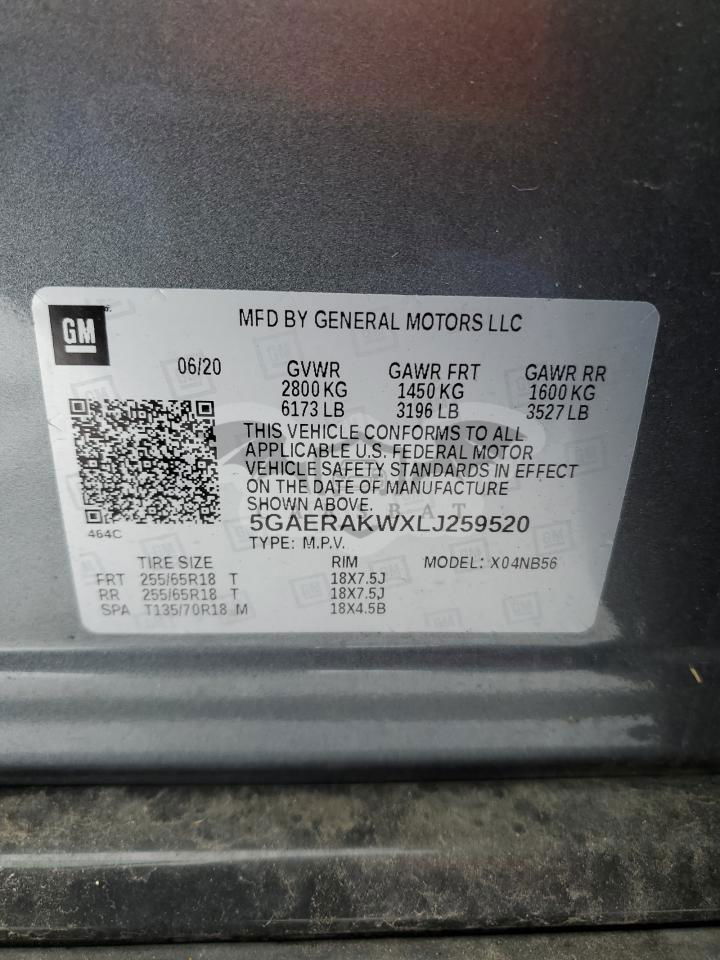 GM
MFD BY GENERAL MOTORS LLC
06/20 GVWR GAWR FRT GAWR RR
2800 KG 1450 KG 1600 KG
6173 LB 3196 LB 3527 LB
THIS VEHICLE CONFORMS TO ALL
APPLICABLE U.S. FEDERAL MOTOR
VEHICLE SAFETY STANDARDS IN EFFECT
ON THE DATE OF MANUFACTURE
SHOWN ABOVE.
5GAERAKWXLJ259520
464C
TYPE: M.P.V.
TIRE SIZE RIM MODEL: X04NB56
FRT 255/65R18 T 18X7.5J
RR 255/65R18 T 18X7.5J
SPA T135/70R18 M 18X4.5B